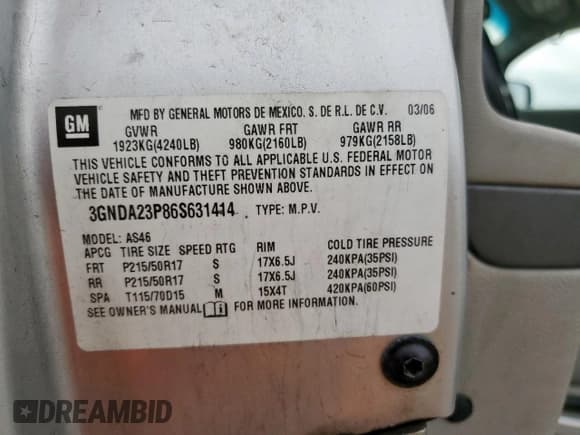 GM
MFD BY GENERAL MOTORS DE MEXICO. S. DE R.L. DE C.V. 03/06
GVWR GAWR FRT GAWR RR
1923KG(4240LB) 980KG(2160LB) 979KG(2158LB)
THIS VEHICLE CONFORMS TO ALL APPLICABLE U.S. FEDERAL MOTOR
VEHICLE SAFETY AND THEFT PREVENTION STANDARDS IN EFFECT ON
THE DATE OF MANUFACTURE SHOWN ABOVE.
3GNDA23P86S631414 TYPE: M.P.V.
MODEL: AS46
APCG TIRE SIZE SPEED RTG RIM COLD TIRE PRESSURE
FRT P215/50R17 S 17X6.5J 240KPA(35PSI)
RR P215/50R17 S 17X6.5J 240KPA(35PSI)
SPA T115/70D15 M 15X4T 420KPA(60PSI)
SEE OWNER'S MANUAL FOR MORE INFORMATION.
DREAMBID